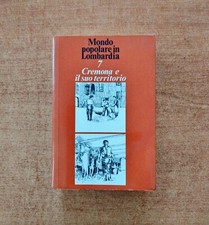 Mondo
popolare in
Lombardia
7
Cremona e
il suo territorio